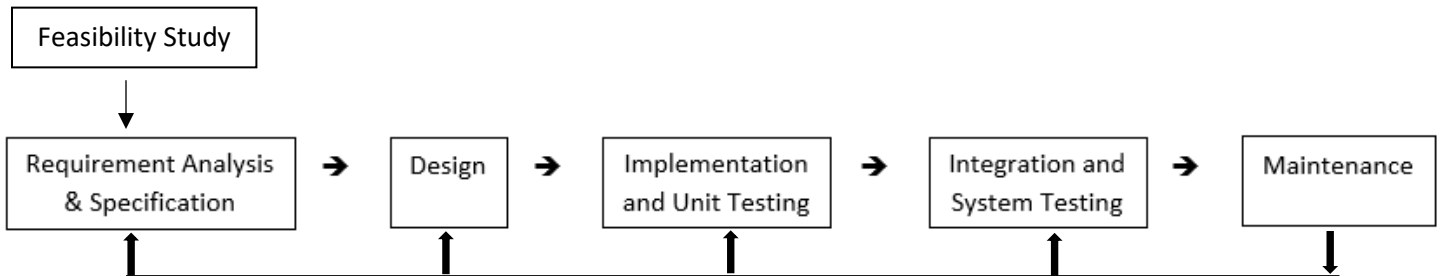 Feasibility Study
Requirement Analysis
& Specification
Design
Implementation
and Unit Testing
Integration and
System Testing
Maintenance